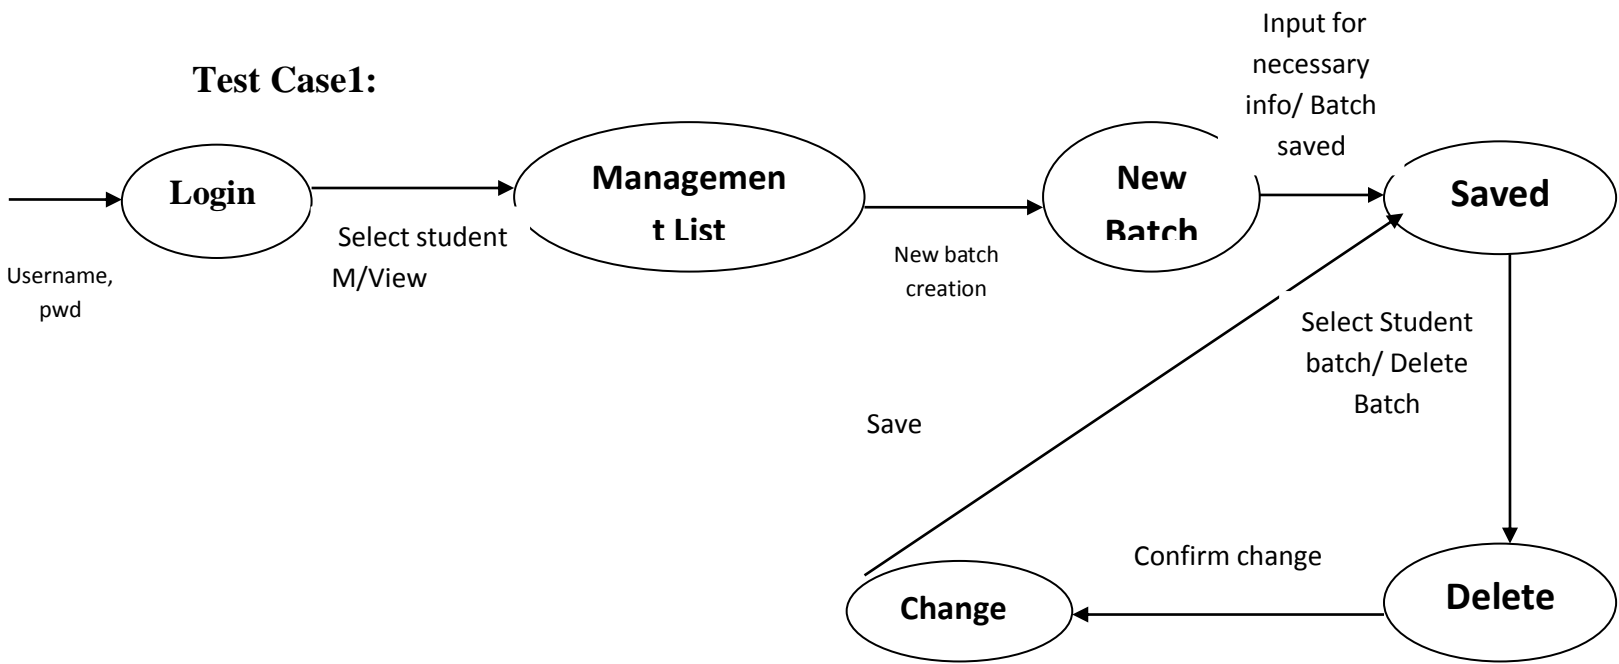 Test Case1:
Input for
necessary
info/ Batch
saved
Login
Managemen
t List
New
Batch
Saved
Username,
pwd
Select student
M/View
New batch
creation
Select Student
batch/ Delete
Batch
Save
Confirm change
Change
Delete